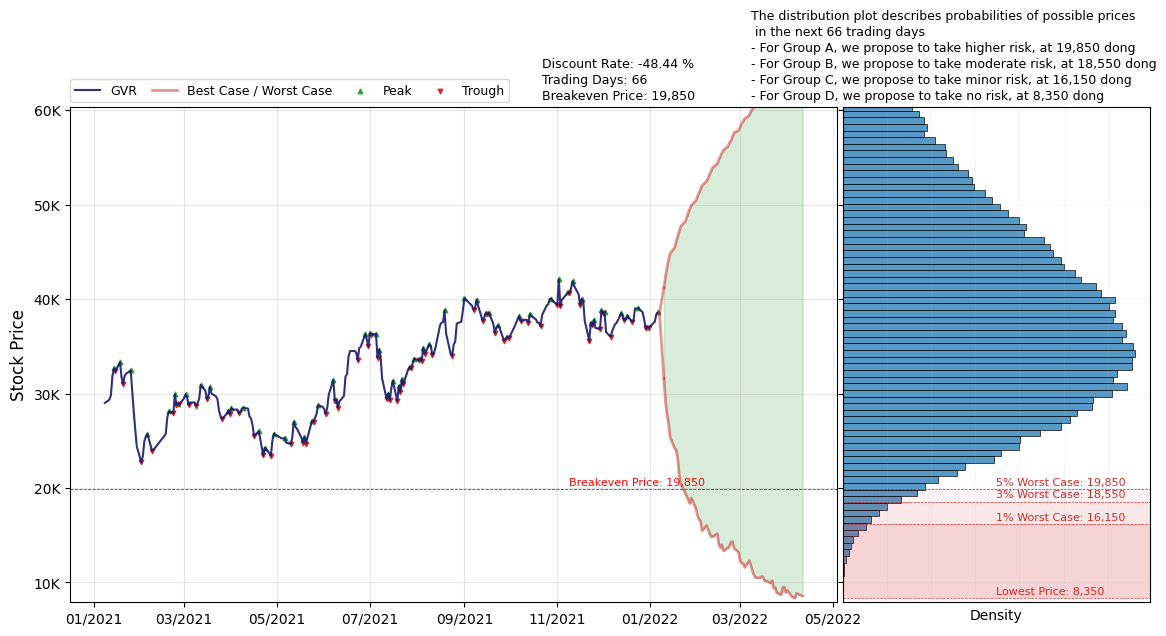 The distribution plot describes probabilities of possible prices
in the next 66 trading days
- For Group A, we propose to take higher risk, at 19,850 dong
- For Group B, we propose to take moderate risk, at 18,550 dong
- For Group C, we propose to take minor risk, at 16,150 dong
- For Group D, we propose to take no risk, at 8,350 dong
Discount Rate: -48.44 %
Trading Days: 66
Breakeven Price: 19,850
GVR
Best Case / Worst Case
Peak
Trough
Stock Price
60K
50K
40K
30K
20K
10K
Breakeven Price: 19,850
5% Worst Case: 19,850
3% Worst Case: 18,550
1% Worst Case: 16,150
Lowest Price: 8,350
01/2021
03/2021
05/2021
07/2021
09/2021
11/2021
01/2022
03/2022
05/2022
Density